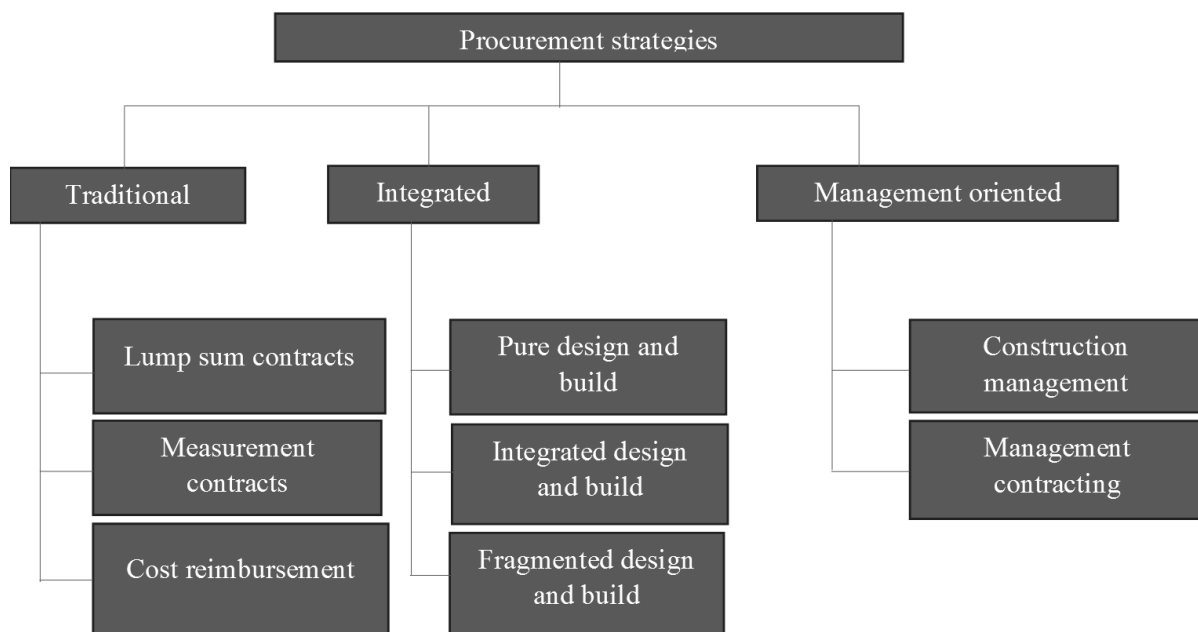 Procurement strategies
Traditional
Integrated
Management oriented
Lump sum contracts
Measurement
contracts
Cost reimbursement
Pure design and
build
Integrated design
and build
Fragmented design
and build
Construction
management
Management
contracting